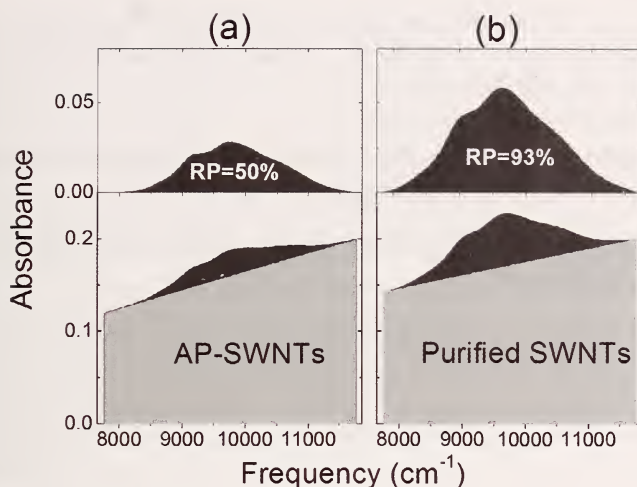 (a) (b)
Absorbance
0.05
0.00
RP=50% RP=93%
0.2
0.1
0.0
AP-SWNTs Purified SWNTs
8000 9000 10000 11000 8000 9000 10000 11000
Frequency (cm⁻¹)